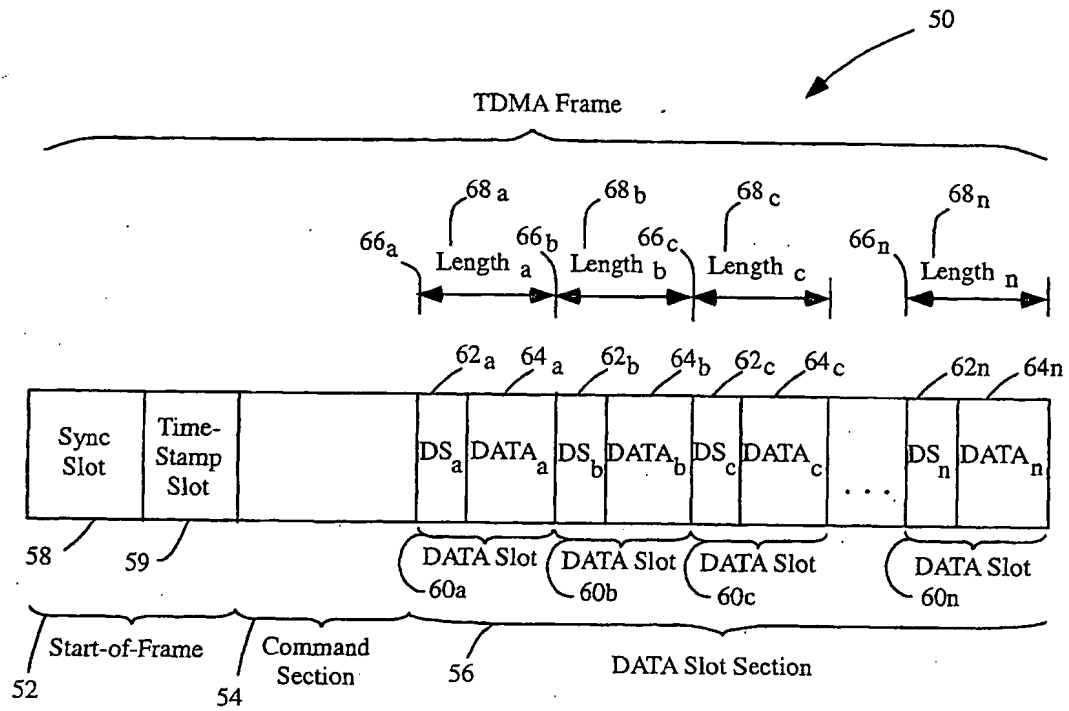 50
TDMA Frame
68a 68b 68c 68n
66a 66b 66c 66n
Length a Length b Length c Length n
62a 64a 62b 64b 62c 64c 62n 64n
Sync Slot
Time-Stamp Slot
DSa DATAa DSb DATAb DSc DATAc . . . DSn DATAn
58 59
DATA Slot DATA Slot DATA Slot DATA Slot
60a 60b 60c 60n
Start-of-Frame
Command Section
DATA Slot Section
52 54 56